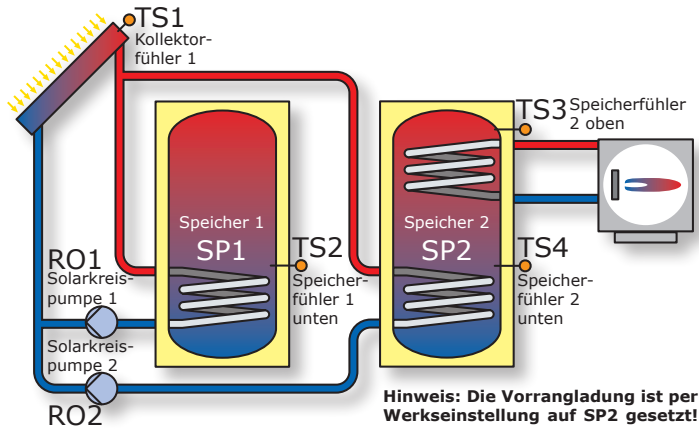 TS1
Kollektor-
fühler 1
TS3
Speicherfühler
2 oben
Speicher 1
SP1
Speicher 2
SP2
TS2
Speicher-
fühler 1
unten
TS4
Speicher-
fühler 2
unten
RO1
Solarkreis-
pumpe 1
Solarkreis-
pumpe 2
RO2
Hinweis: Die Vorrangladung ist per
Werkseinstellung auf SP2 gesetzt!